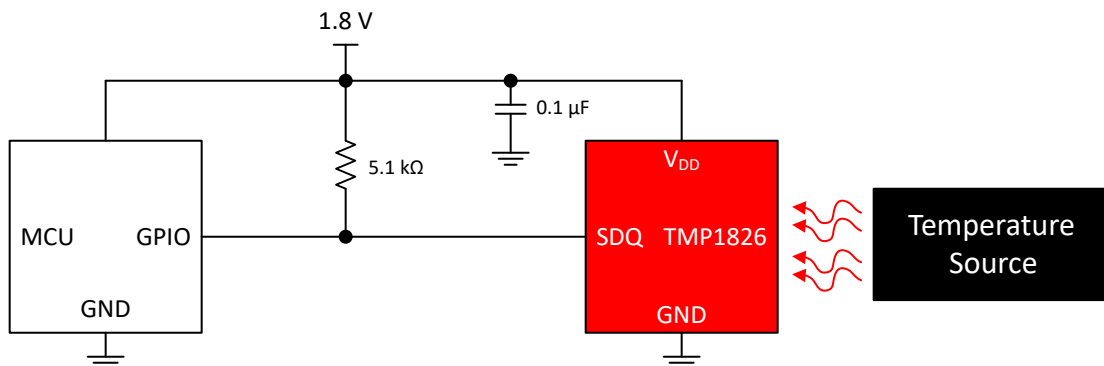 1.8 V
0.1 µF
5.1 kΩ
VDD
MCU GPIO
SDQ TMP1826
Temperature
Source
GND
GND